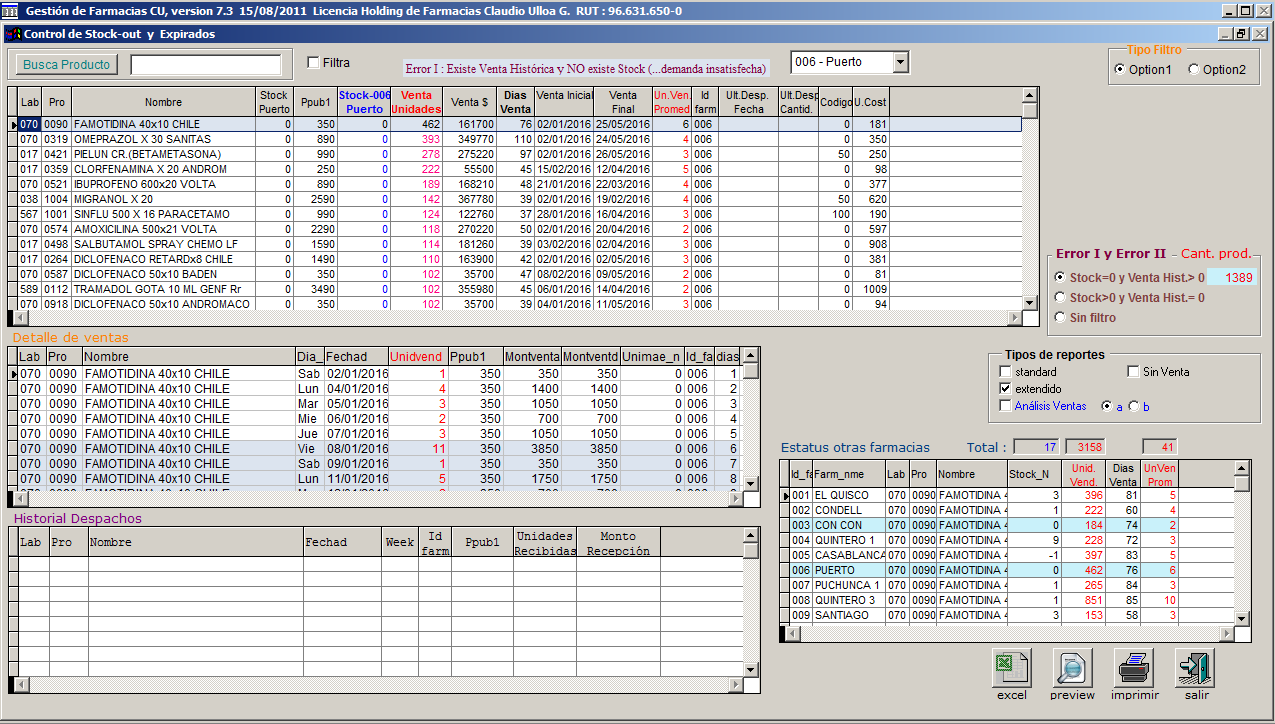 Gestión de Farmacias CU, version 7.3 15/08/2011 Licencia Holding de Farmacias Claudio Ulloa G. RUT : 96.631.650-0
Control de Stock-out y Expirados
Busca Producto
Filtra
Error I : Existe Venta Histórica y NO existe Stock (...demanda insatisfecha)
006 - Puerto
Tipo Filtro
Option1 Option2
Lab Pro Nombre Stock Puerto Ppub1 Stock-006 Puerto Venta Unidades Venta $ Dias Venta Venta Inicial Venta Final Un.Ven. Promed Id farm Ult.Desp. Fecha Ult.Desp Cantid. Codigo U.Cost
070 0090 FAMOTIDINA 40x10 CHILE 0 350 0 462 161700 76 02/01/2016 25/05/2016 6 006 0 181
070 0319 OMEPRAZOL X 30 SANITAS 0 890 0 393 349770 110 02/01/2016 24/05/2016 4 006 0 350
017 0421 PIELUN CR.(BETAMETASONA) 0 990 0 278 275220 97 02/01/2016 26/05/2016 3 006 50 250
017 0359 CLORFENAMINA X 20 ANDROM 0 250 0 222 55500 45 15/02/2016 12/04/2016 5 006 0 98
070 0521 IBUPROFENO 600x20 VOLTA 0 890 0 189 168210 48 21/01/2016 22/03/2016 4 006 0 377
038 1004 MIGRANOL X 20 0 2590 0 142 367780 39 02/01/2016 19/02/2016 4 006 50 620
567 1001 SINFLU 500 X 16 PARACETAMO 0 990 0 124 122760 37 28/01/2016 16/04/2016 3 006 100 190
070 0574 AMOXICILINA 500x21 VOLTA 0 2290 0 118 270220 50 02/01/2016 20/04/2016 2 006 0 597
017 0498 SALBUTAMOL SPRAY CHEMO LF 0 1590 0 114 181260 39 03/02/2016 02/04/2016 3 006 0 908
017 0264 DICLOFENACO RETARDx8 CHILE 0 1490 0 110 163900 42 02/01/2016 03/05/2016 3 006 0 381
070 0587 DICLOFENACO 50x10 BADEN 0 350 0 102 35700 47 08/02/2016 09/05/2016 2 006 0 81
589 0112 TRAMADOL GOTA 10 ML GENF Rr 0 3490 0 102 355980 45 06/01/2016 14/04/2016 2 006 0 1009
070 0918 DICLOFENACO 50x10 ANDROMACO 0 350 0 102 35700 39 04/01/2016 11/05/2016 3 006 0 94
Error I y Error II Cant. prod.
Stock=0 y Venta Hist.> 0 1389
Stock>0 y Venta Hist.= 0
Sin filtro
Detalle de ventas
Lab Pro Nombre Dia_ Fechad Unidvend Ppub1 Montventa Montventd Unimae_n Id_fa dias
070 0090 FAMOTIDINA 40x10 CHILE Sab 02/01/2016 1 350 350 350 0 006 1
070 0090 FAMOTIDINA 40x10 CHILE Lun 04/01/2016 4 350 1400 1400 0 006 2
070 0090 FAMOTIDINA 40x10 CHILE Mar 05/01/2016 3 350 1050 1050 0 006 3
070 0090 FAMOTIDINA 40x10 CHILE Mie 06/01/2016 2 350 700 700 0 006 4
070 0090 FAMOTIDINA 40x10 CHILE Jue 07/01/2016 3 350 1050 1050 0 006 5
070 0090 FAMOTIDINA 40x10 CHILE Vie 08/01/2016 11 350 3850 3850 0 006 6
070 0090 FAMOTIDINA 40x10 CHILE Sab 09/01/2016 1 350 350 350 0 006 7
070 0090 FAMOTIDINA 40x10 CHILE Lun 11/01/2016 5 350 1750 1750 0 006 8
Tipos de reportes
standard Sin Venta
extendido
Análisis Ventas a b
Estatus otras farmacias Total : 17 3158 41
Id_fa Farm_nme Lab Pro Nombre Stock_N Unid. Vend. Dias Venta UnVen Prom
001 EL QUISCO 070 0090 FAMOTIDINA 4 3 396 81 5
002 CONDELL 070 0090 FAMOTIDINA 4 1 222 60 4
003 CON CON 070 0090 FAMOTIDINA 4 0 184 74 2
004 QUINTERO 1 070 0090 FAMOTIDINA 4 9 228 72 3
005 CASABLANCA 070 0090 FAMOTIDINA 4 -1 397 83 5
006 PUERTO 070 0090 FAMOTIDINA 4 0 462 76 6
007 PUCHUNCA 1 070 0090 FAMOTIDINA 4 1 265 84 3
008 QUINTERO 3 070 0090 FAMOTIDINA 4 1 851 85 10
009 SANTIAGO 070 0090 FAMOTIDINA 4 3 153 58 3
Historial Despachos
Lab Pro Nombre Fechad Week Id farm Ppub1 Unidades Recibidas Monto Recepción
excel preview imprimir salir